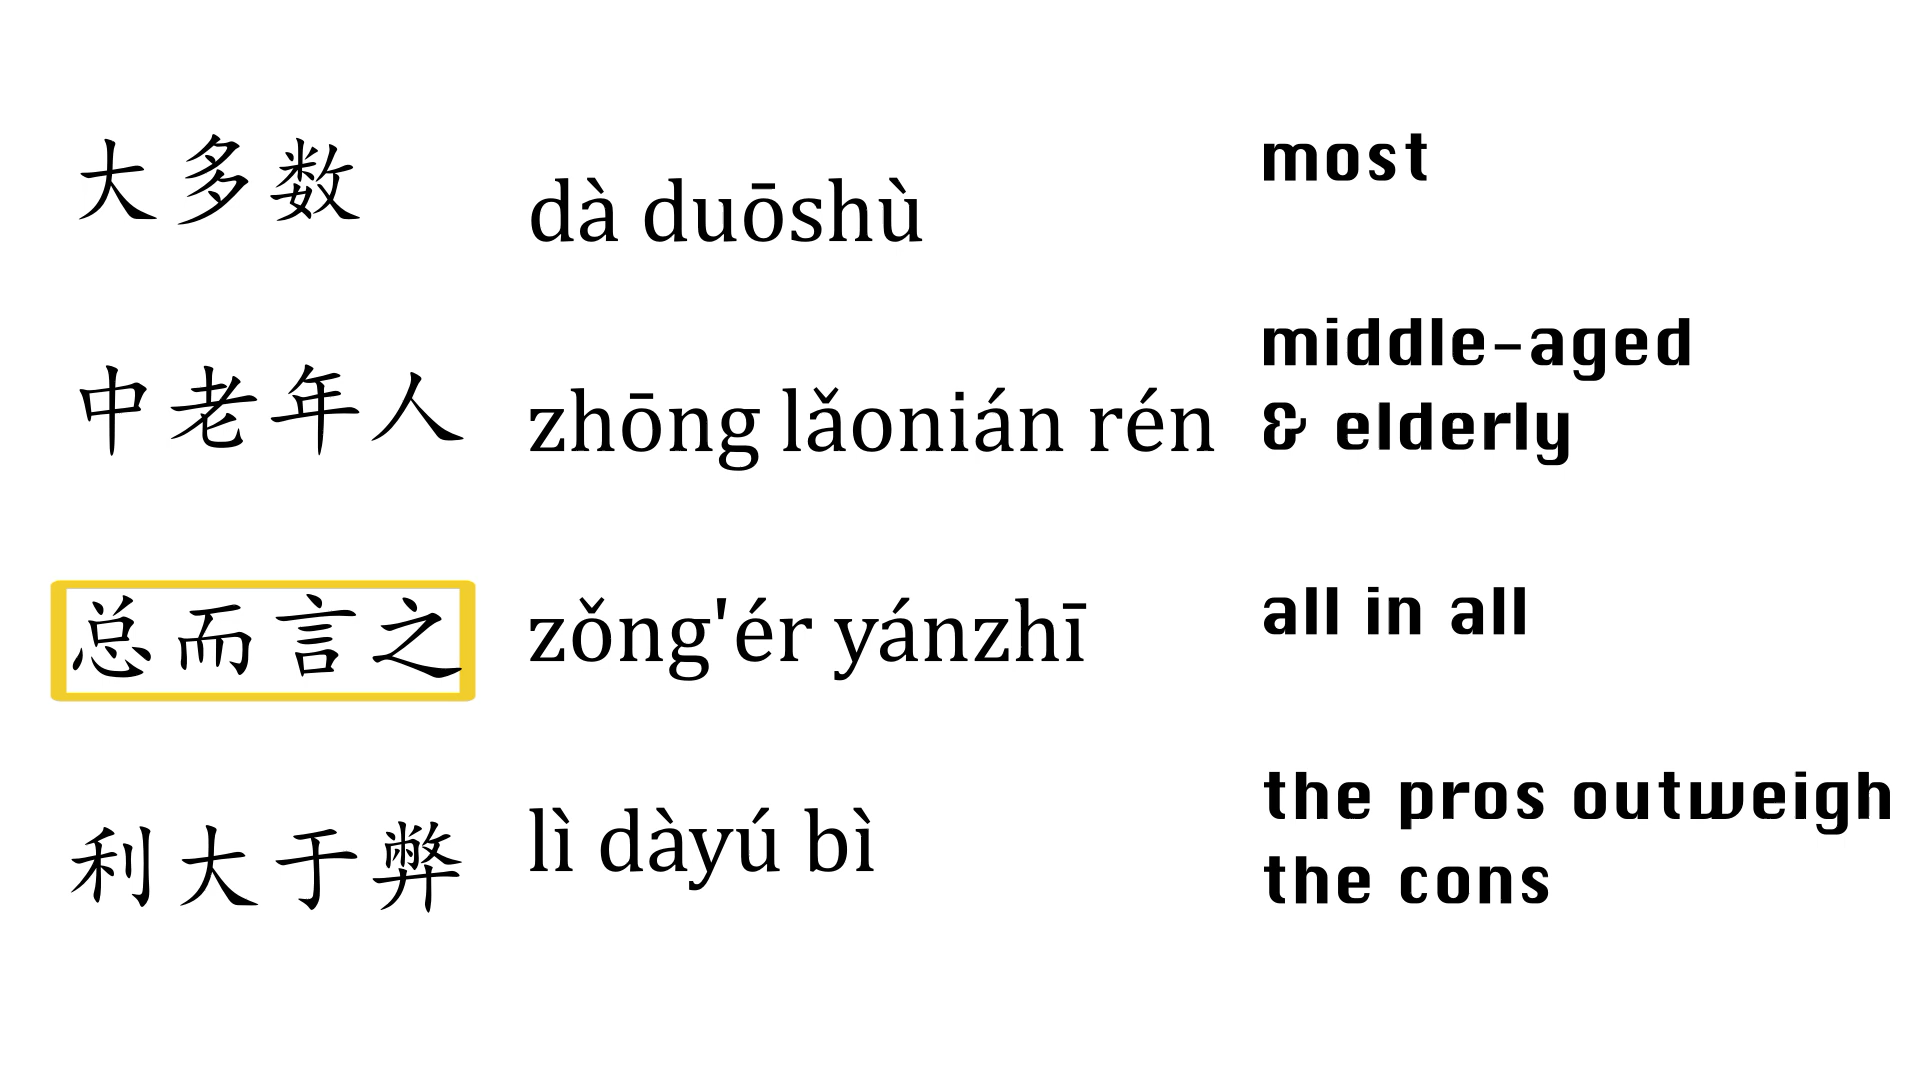 大多数 dà duōshù most
中老年人 zhōng lǎonián rén middle-aged
& elderly
总而言之 zǒng'ér yánzhī all in all
利大于弊 lì dàyú bì the pros outweigh
the cons